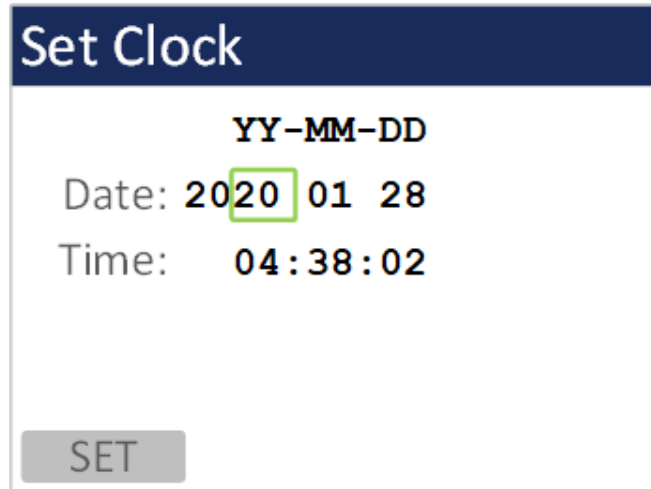 Set Clock
YY-MM-DD
Date: 2020 01 28
Time: 04:38:02
SET